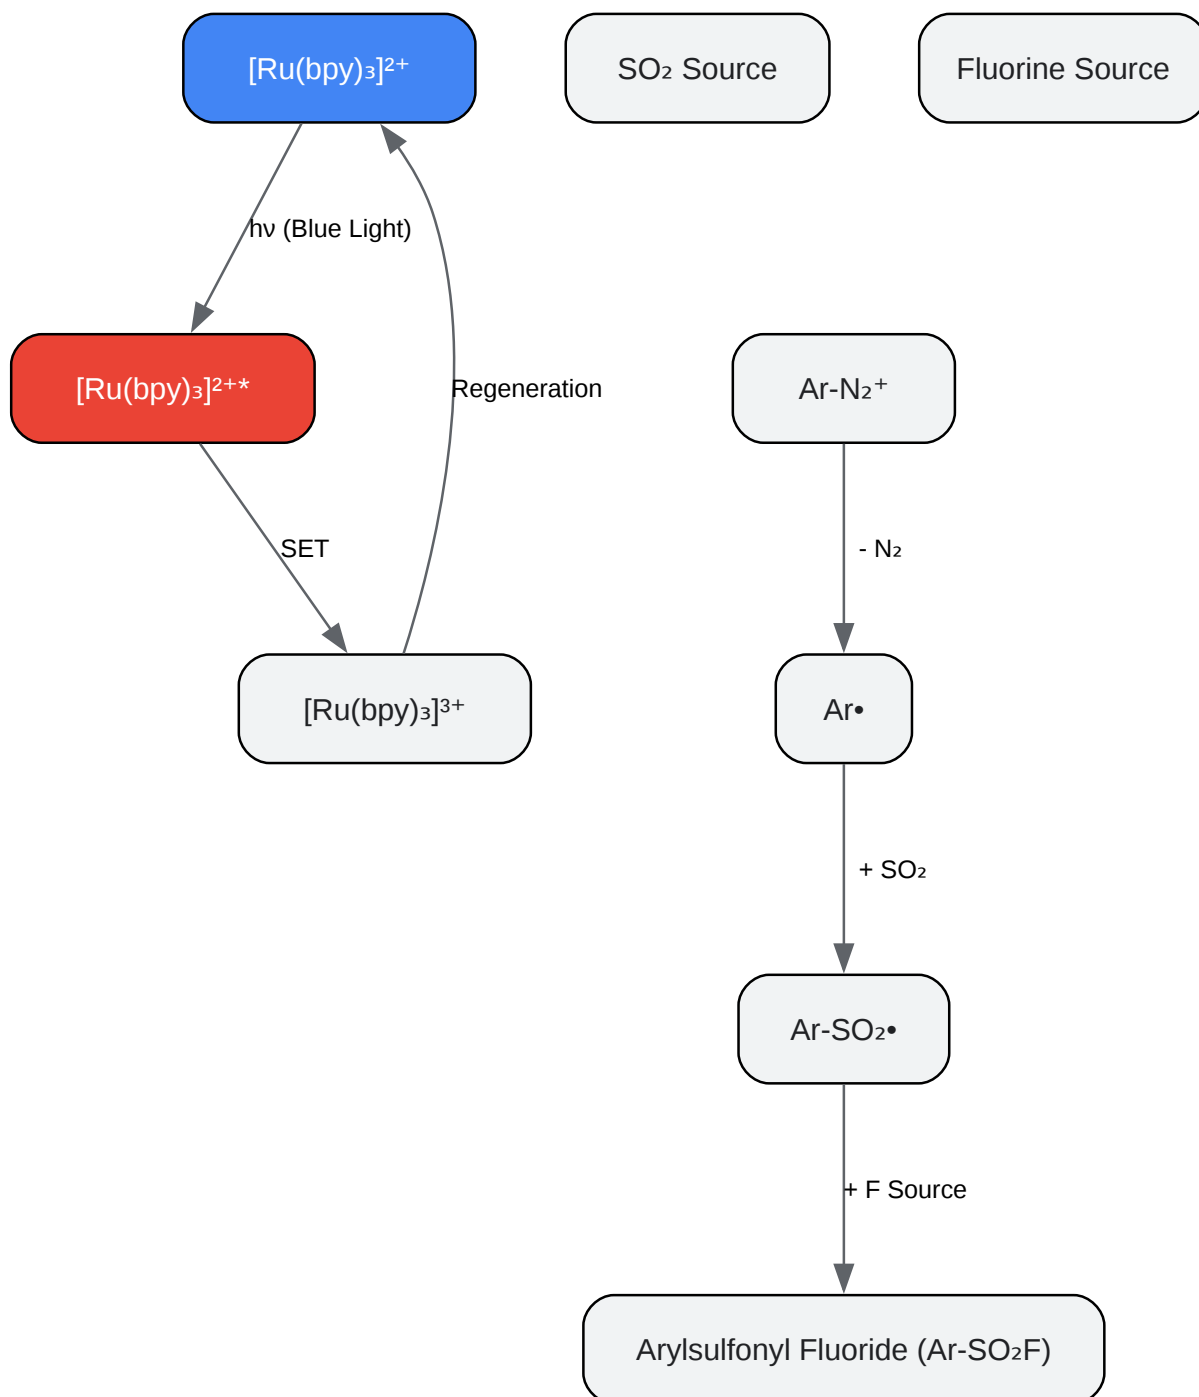 [Ru(bpy)₃]²⁺
SO₂ Source
Fluorine Source
hν (Blue Light)
[Ru(bpy)₃]²⁺*
Regeneration
Ar-N₂⁺
SET
- N₂
[Ru(bpy)₃]³⁺
Ar•
+ SO₂
Ar-SO₂•
+ F Source
Arylsulfonyl Fluoride (Ar-SO₂F)